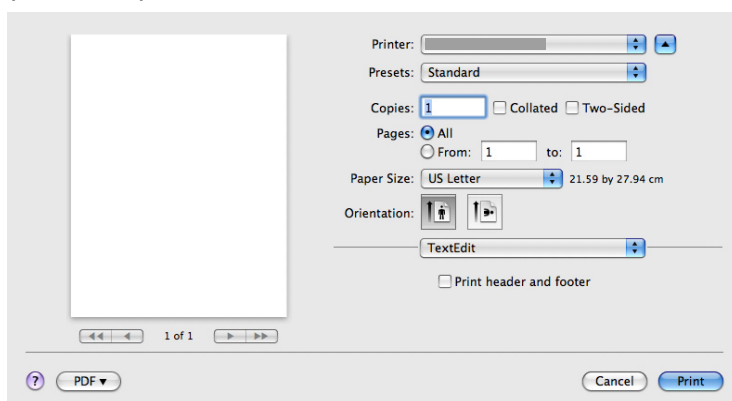 Printer:
Presets: Standard
Copies: 1 Collated Two-Sided
Pages: All
From: 1 to: 1
Paper Size: US Letter 21.59 by 27.94 cm
Orientation:
TextEdit
Print header and footer
1 of 1
? PDF Cancel Print